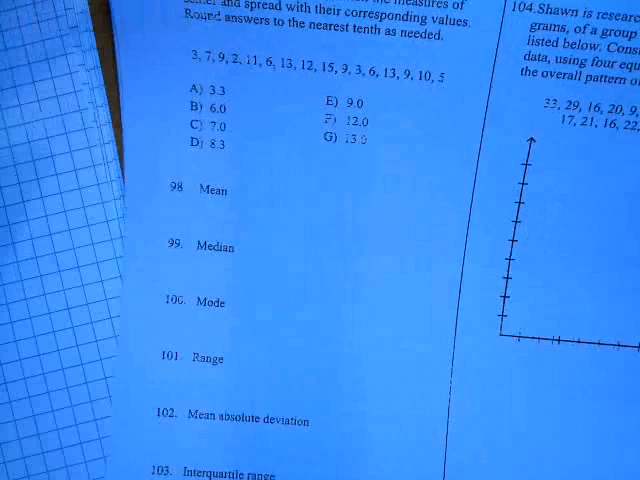 measures of
and spread with their corresponding values.
Round answers to the nearest tenth as needed.
3, 7, 9, 2, 11, 6, 13, 12, 15, 9, 3, 6, 13, 9, 10, 5
A) 3.3
B) 6.0
C) 7.0
D) 8.3
E) 9.0
F) 12.0
G) 13.0
98 Mean
99. Median
100. Mode
101 Range
102. Mean absolute deviation
103. Interquartile range
104.Shawn is
grams, of a group
listed below.
data, using four
the overall pattern
33, 29, 16, 20, 9,
17, 21, 16, 22,